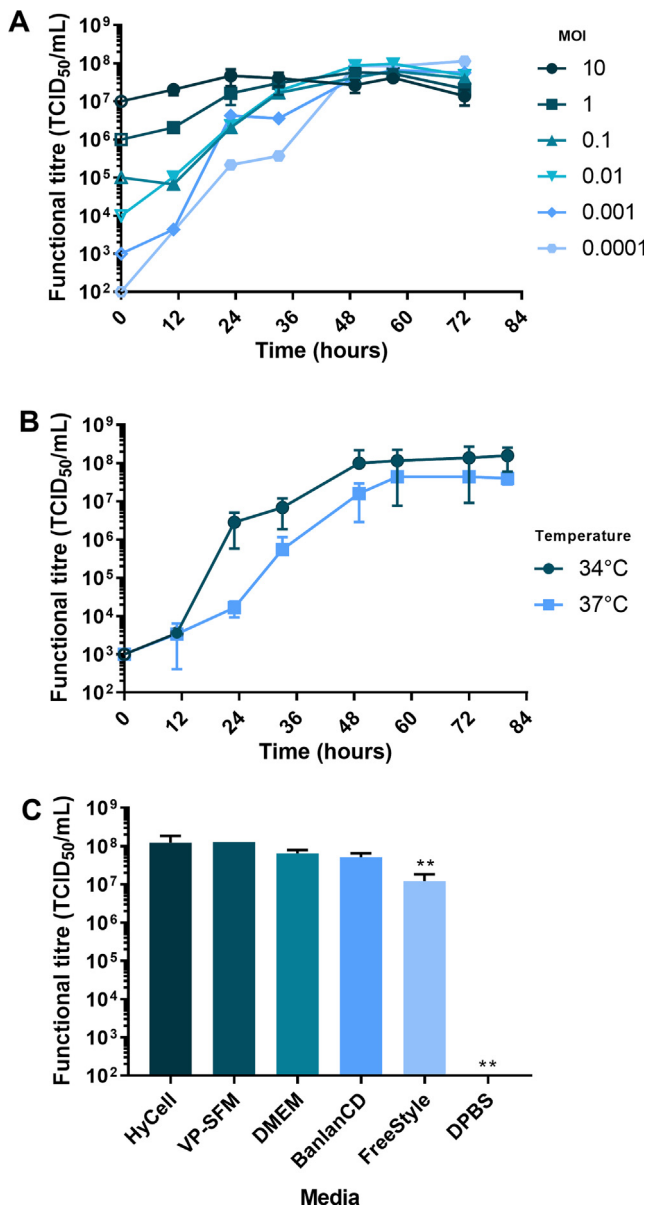 A
Functional titre (TCID50/mL)
10^9
10^8
10^7
10^6
10^5
10^4
10^3
10^2
0 12 24 36 48 60 72 84
Time (hours)
MOI
10
1
0.1
0.01
0.001
0.0001
B
Functional titre (TCID50/mL)
10^9
10^8
10^7
10^6
10^5
10^4
10^3
10^2
0 12 24 36 48 60 72 84
Time (hours)
Temperature
34°C
37°C
C
Functional titre (TCID50/mL)
10^9
10^8
10^7
10^6
10^5
10^4
10^3
10^2
**
**
HyCell VP-SFM DMEM BanlanCD FreeStyle DPBS
Media